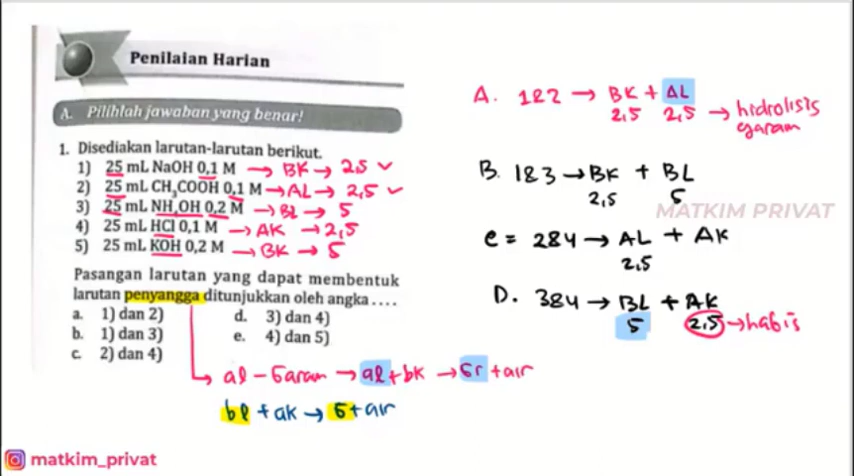 Penilaian Harian
A. Pilihlah jawaban yang benar!
1. Disediakan larutan-larutan berikut.
1) 25 mL NaOH 0,1 M → BK → 2,5 ✓
2) 25 mL CH₃COOH 0,1 M → AL → 2,5 ✓
3) 25 mL NH₄OH 0,2 M → BL → 5
4) 25 mL HCl 0,1 M → AK → 2,5
5) 25 mL KOH 0,2 M → BK → 5
Pasangan larutan yang dapat membentuk
larutan penyangga ditunjukkan oleh angka . . . .
a. 1) dan 2) d. 3) dan 4)
b. 1) dan 3) e. 4) dan 5)
c. 2) dan 4)
al - garam → al + bk → gr + air
bl + ak → g + air
A. 1&2 → BK + AL
2,5 2,5 → hidrolisis
garam
B. 1&3 → BK + BL
2,5 5
MATKIM PRIVAT
c = 2&4 → AL + AK
2,5
D. 3&4 → BL + AK
5 2,5 → habis
matkim_privat